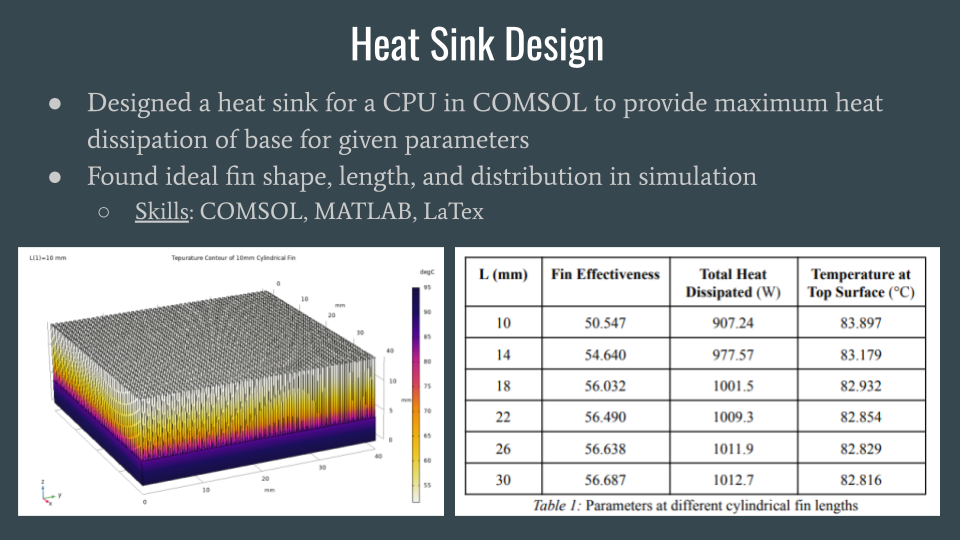 Heat Sink Design
● Designed a heat sink for a CPU in COMSOL to provide maximum heat
dissipation of base for given parameters
● Found ideal fin shape, length, and distribution in simulation
○ Skills: COMSOL, MATLAB, LaTex
L(1)=10 mm
Tepurature Contour of 10mm Cylindrical Fin
degC
95
90
85
80
75
70
65
60
55
0
10
mm
20
30
40
10
5
mm
0
0
10
20
mm
30
40
z
y
x
L (mm) Fin Effectiveness Total Heat Dissipated (W) Temperature at Top Surface (°C)
10 50.547 907.24 83.897
14 54.640 977.57 83.179
18 56.032 1001.5 82.932
22 56.490 1009.3 82.854
26 56.638 1011.9 82.829
30 56.687 1012.7 82.816
Table 1: Parameters at different cylindrical fin lengths